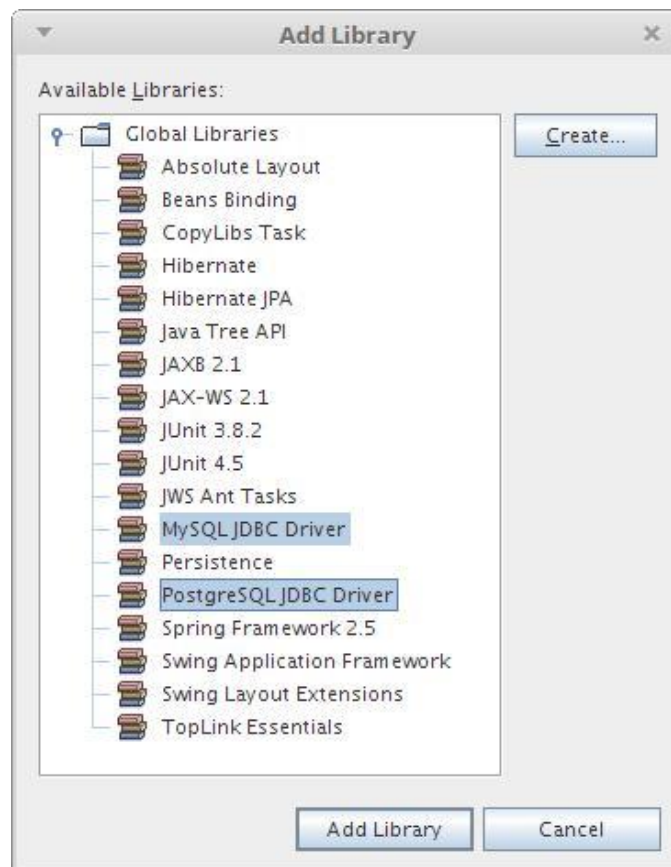 Add Library
Available Libraries:
Global Libraries
Create...
Absolute Layout
Beans Binding
CopyLibs Task
Hibernate
Hibernate JPA
Java Tree API
JAXB 2.1
JAX-WS 2.1
JUnit 3.8.2
JUnit 4.5
JWS Ant Tasks
MySQL JDBC Driver
Persistence
PostgreSQL JDBC Driver
Spring Framework 2.5
Swing Application Framework
Swing Layout Extensions
TopLink Essentials
Add Library
Cancel